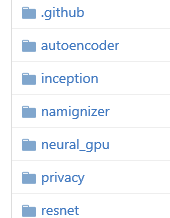 .github
autoencoder
inception
namignizer
neural_gpu
privacy
resnet